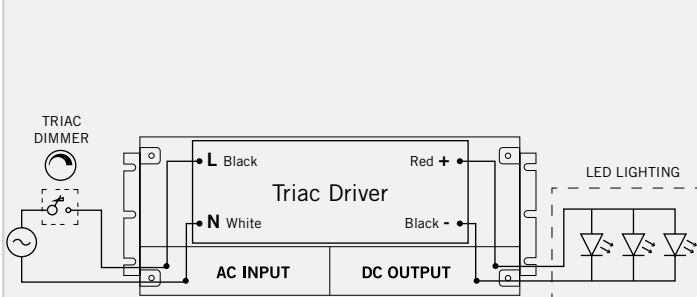 TRIAC
DIMMER
LED LIGHTING
L Black
Red +
Triac Driver
N White
Black -
AC INPUT
DC OUTPUT